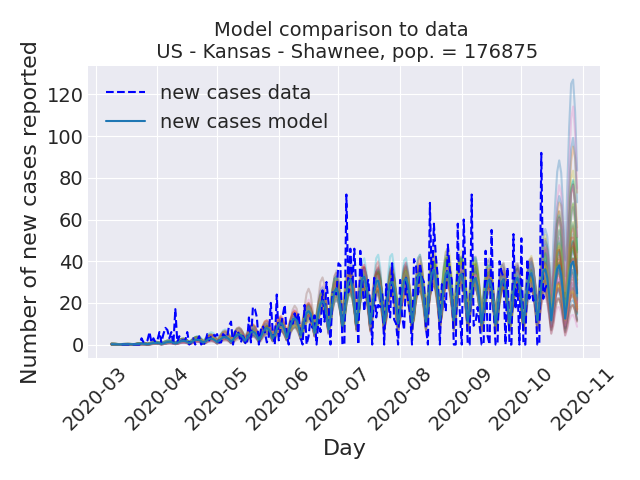 Model comparison to data
US - Kansas - Shawnee, pop. = 176875
Number of new cases reported
120
100
80
60
40
20
0
new cases data
new cases model
2020-03
2020-04
2020-05
2020-06
2020-07
2020-08
2020-09
2020-10
2020-11
Day